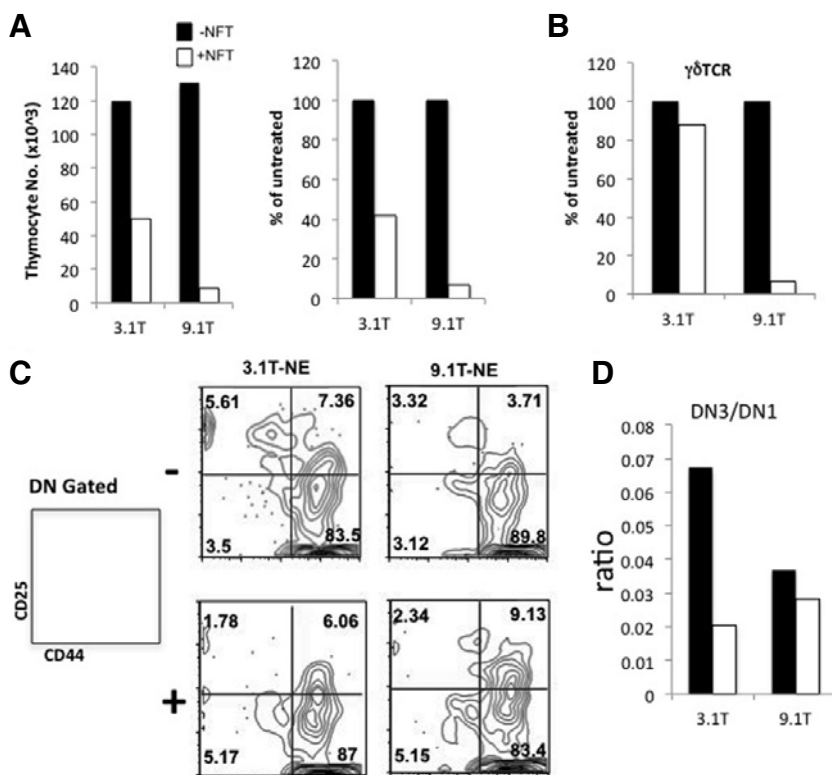 A
-NFT
+NFT
Thymocyte No. (x10^3)
140
120
100
80
60
40
20
0
3.1T
9.1T
% of untreated
120
100
80
60
40
20
0
3.1T
9.1T
B
γδTCR
% of untreated
120
100
80
60
40
20
0
3.1T
9.1T
C
3.1T-NE
9.1T-NE
DN Gated
CD25
CD44
-
5.61
7.36
3.5
83.5
3.32
3.71
3.12
89.8
+
1.78
6.06
5.17
87
2.34
9.13
5.15
83.4
D
DN3/DN1
ratio
0.08
0.07
0.06
0.05
0.04
0.03
0.02
0.01
0
3.1T
9.1T